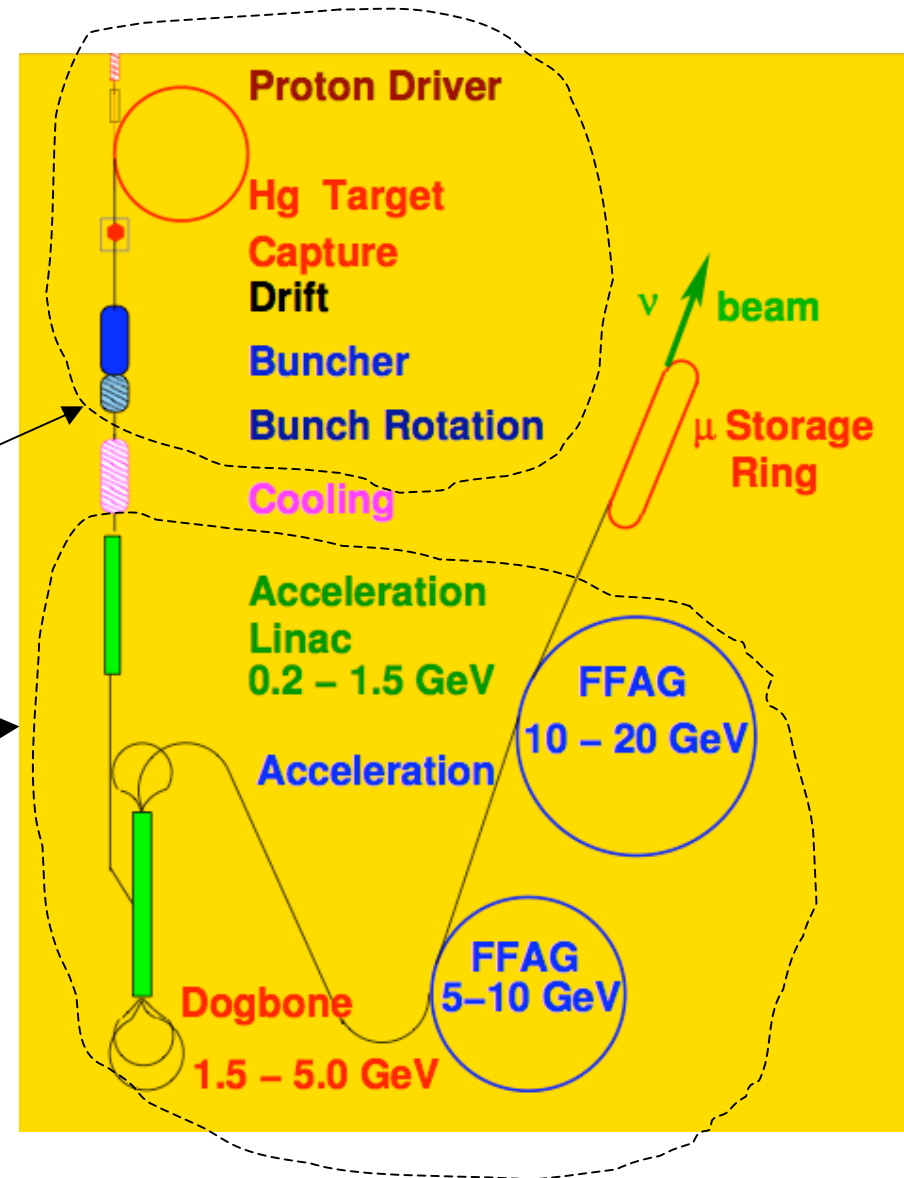 Proton Driver
Hg Target
Capture
Drift
Buncher
Bunch Rotation
Cooling
ν beam
μ Storage
Ring
Acceleration
Linac
0.2 – 1.5 GeV
Acceleration
FFAG
10 – 20 GeV
FFAG
5–10 GeV
Dogbone
1.5 – 5.0 GeV